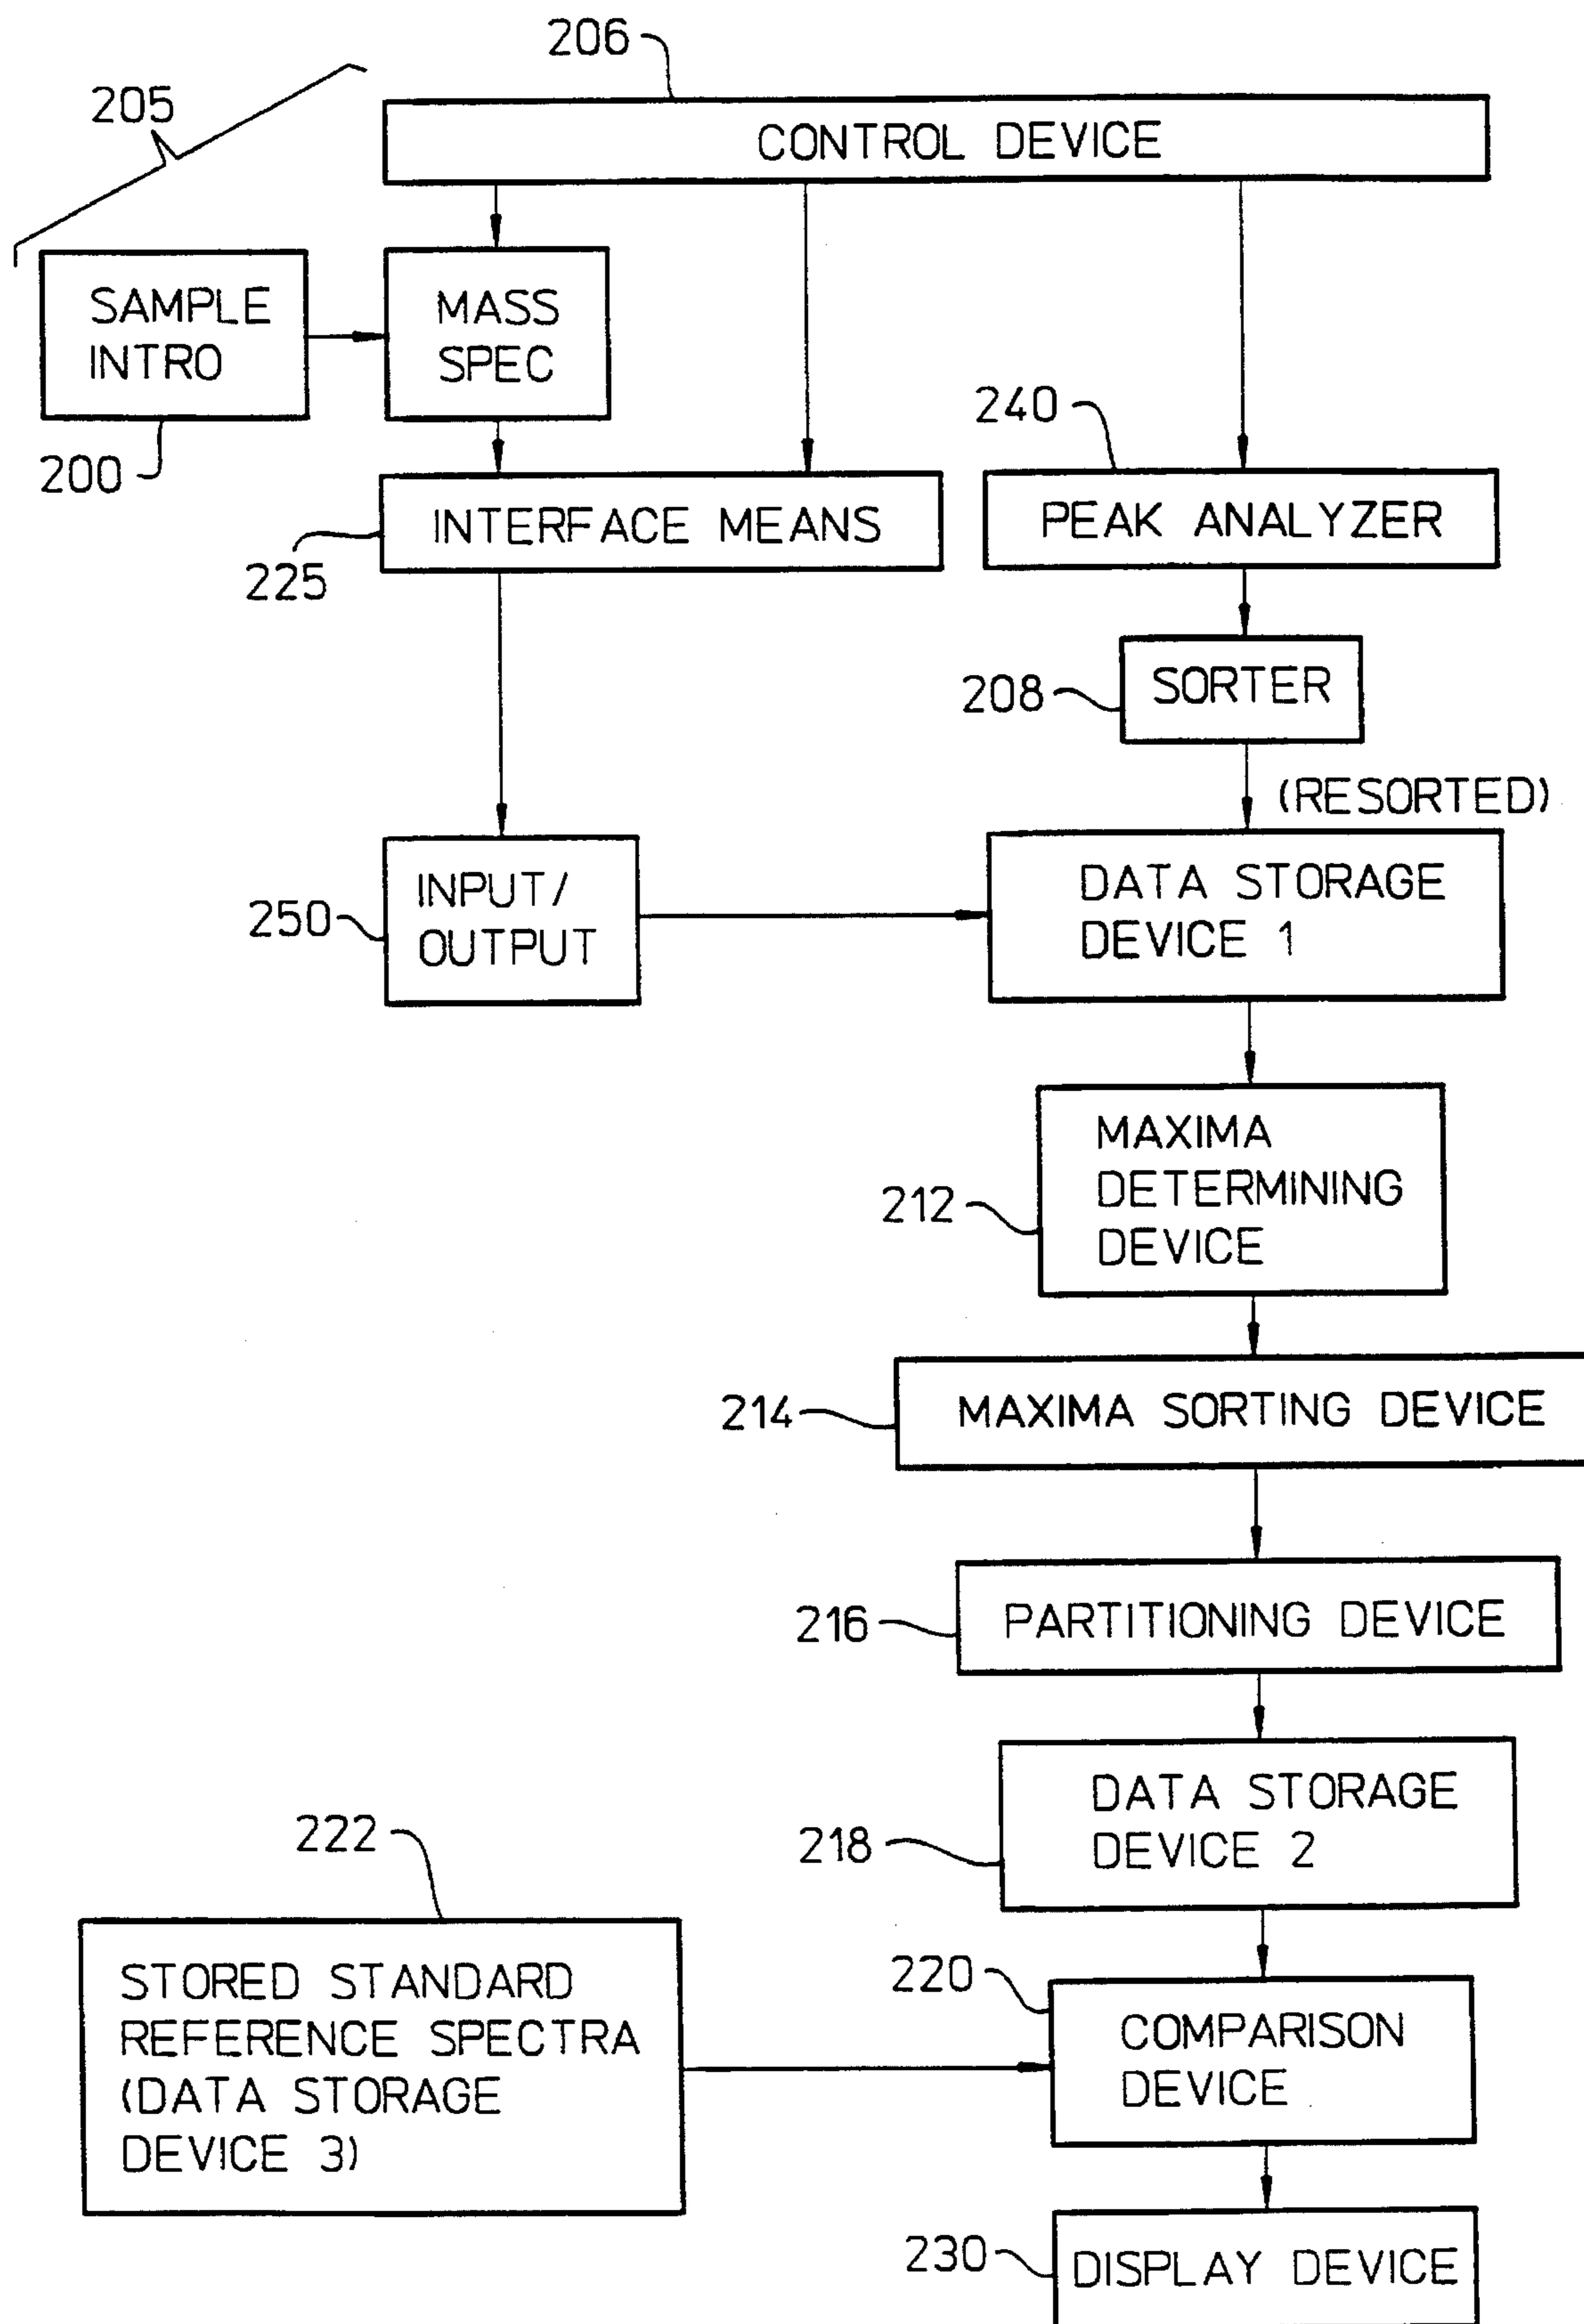 206
205
CONTROL DEVICE
SAMPLE
INTRO
MASS
SPEC
200
240
INTERFACE MEANS
225
PEAK ANALYZER
208
SORTER
(RESORTED)
250
INPUT/
OUTPUT
DATA STORAGE
DEVICE 1
212
MAXIMA
DETERMINING
DEVICE
214
MAXIMA SORTING DEVICE
216
PARTITIONING DEVICE
218
DATA STORAGE
DEVICE 2
222
STORED STANDARD
REFERENCE SPECTRA
(DATA STORAGE
DEVICE 3)
220
COMPARISON
DEVICE
230
DISPLAY DEVICE